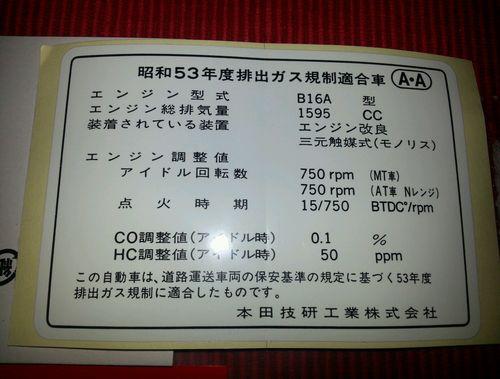 昭和53年度排出ガス規制適合車 A・A
エンジン型式 B16A 型
エンジン総排気量 1595 CC
装着されている装置 エンジン改良
三元触媒式(モノリス)
エンジン調整値
アイドル回転数 750 rpm (MT車)
750 rpm (AT車 Nレンジ)
点火時期 15/750 BTDC°/rpm
CO調整値(アイドル時) 0.1 %
HC調整値(アイドル時) 50 ppm
この自動車は、道路運送車両の保安基準の規定に基づく53年度
排出ガス規制に適合したものです。
本田技研工業株式会社